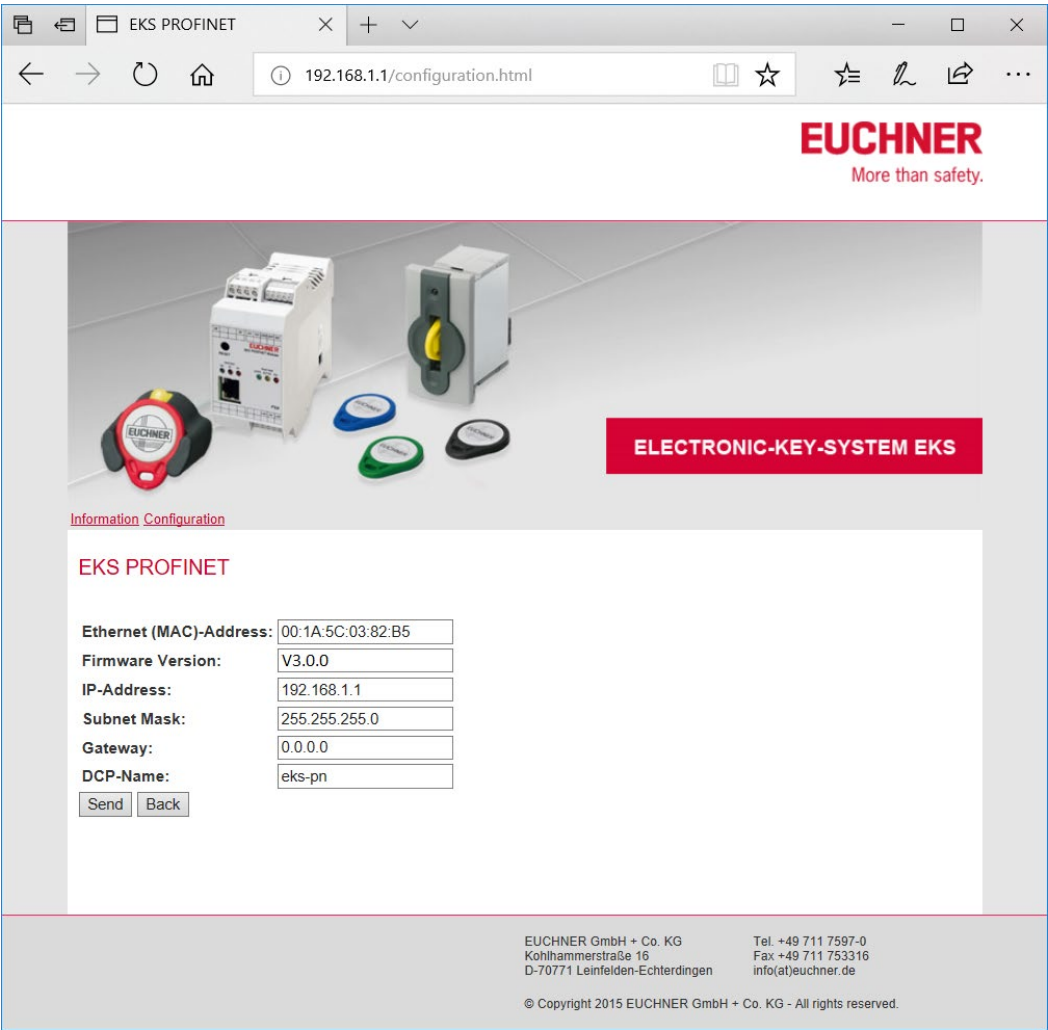 EKS PROFINET
192.168.1.1/configuration.html
EUCHNER
More than safety.
EUCHNER
EUCHNER
ELECTRONIC-KEY-SYSTEM EKS
Information Configuration
EKS PROFINET
Ethernet (MAC)-Address: 00:1A:5C:03:82:B5
Firmware Version: V3.0.0
IP-Address: 192.168.1.1
Subnet Mask: 255.255.255.0
Gateway: 0.0.0.0
DCP-Name: eks-pn
Send Back
EUCHNER GmbH + Co. KG
Kohlhammerstraße 16
D-70771 Leinfelden-Echterdingen
Tel. +49 711 7597-0
Fax +49 711 753316
info(at)euchner.de
© Copyright 2015 EUCHNER GmbH + Co. KG - All rights reserved.